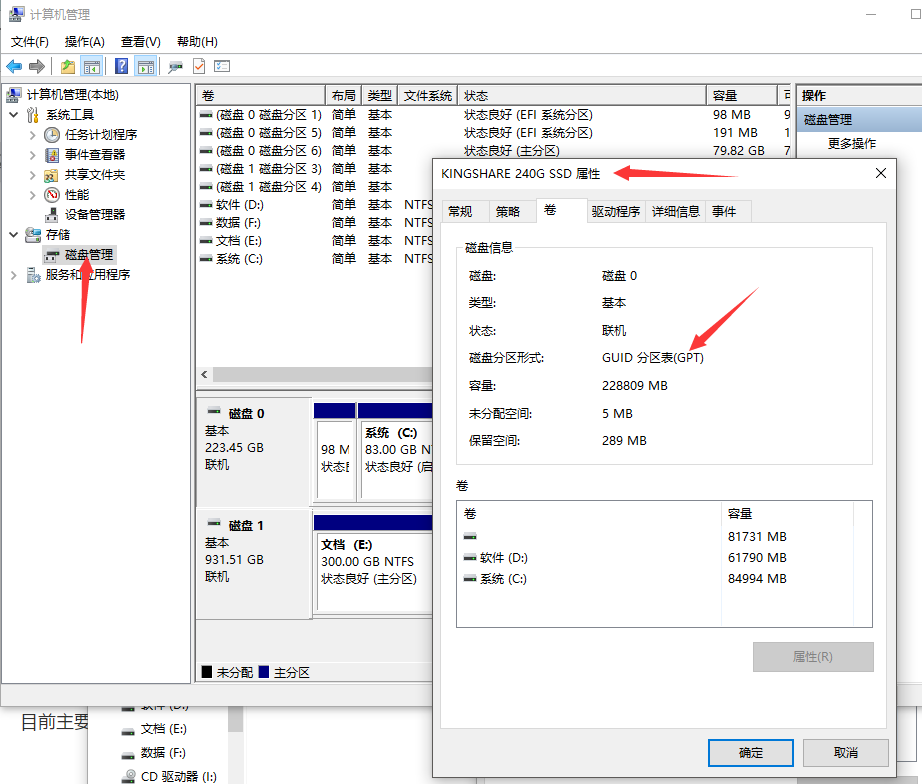 计算机管理
文件(F) 操作(A) 查看(V) 帮助(H)
计算机管理(本地)
系统工具
任务计划程序
事件查看器
共享文件夹
性能
设备管理器
存储
磁盘管理
服务和应用程序
卷 布局 类型 文件系统 状态 容量
(磁盘 0 磁盘分区 1) 简单 基本 状态良好 (EFI 系统分区) 98 MB 9
(磁盘 0 磁盘分区 5) 简单 基本 状态良好 (EFI 系统分区) 191 MB 1
(磁盘 0 磁盘分区 6) 简单 基本 状态良好 (主分区) 79.82 GB 7
(磁盘 1 磁盘分区 3) 简单 基本
(磁盘 1 磁盘分区 4) 简单 基本
软件 (D:) 简单 基本 NTFS
数据 (F:) 简单 基本 NTFS
文档 (E:) 简单 基本 NTFS
系统 (C:) 简单 基本 NTFS
操作
磁盘管理
更多操作
磁盘 0
基本
223.45 GB
联机
98 M
状态
系统 (C:)
83.00 GB N
状态良好 (启
磁盘 1
基本
931.51 GB
联机
文档 (E:)
300.00 GB NTFS
状态良好 (主分区)
未分配 主分区
KINGSHARE 240G SSD 属性
常规 策略 卷 驱动程序 详细信息 事件
磁盘信息
磁盘: 磁盘 0
类型: 基本
状态: 联机
磁盘分区形式: GUID 分区表(GPT)
容量: 228809 MB
未分配空间: 5 MB
保留空间: 289 MB
卷
卷 容量
81731 MB
软件 (D:) 61790 MB
系统 (C:) 84994 MB
属性(R)
确定 取消
目前主要
软件 (D:)
文档 (E:)
数据 (F:)
CD 驱动器 (I:)